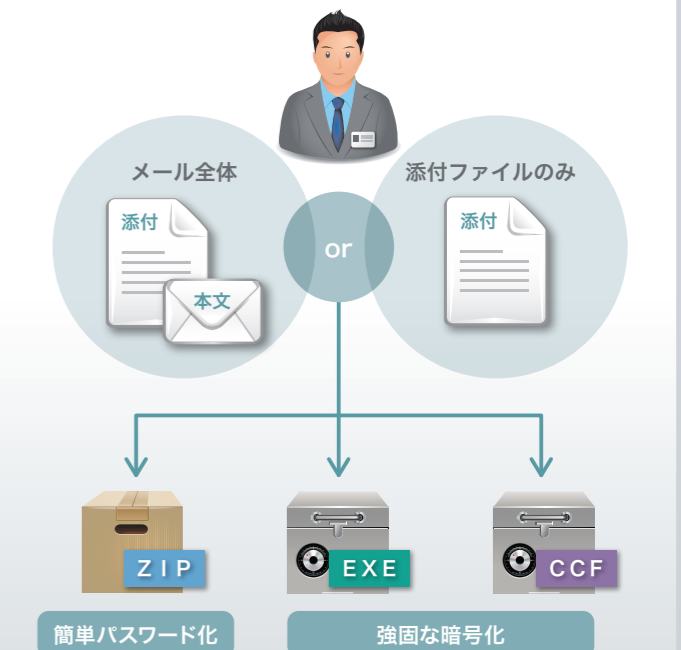 メール全体
添付ファイルのみ
添付
本文
or
添付
ZIP
EXE
CCF
簡単パスワード化
強固な暗号化